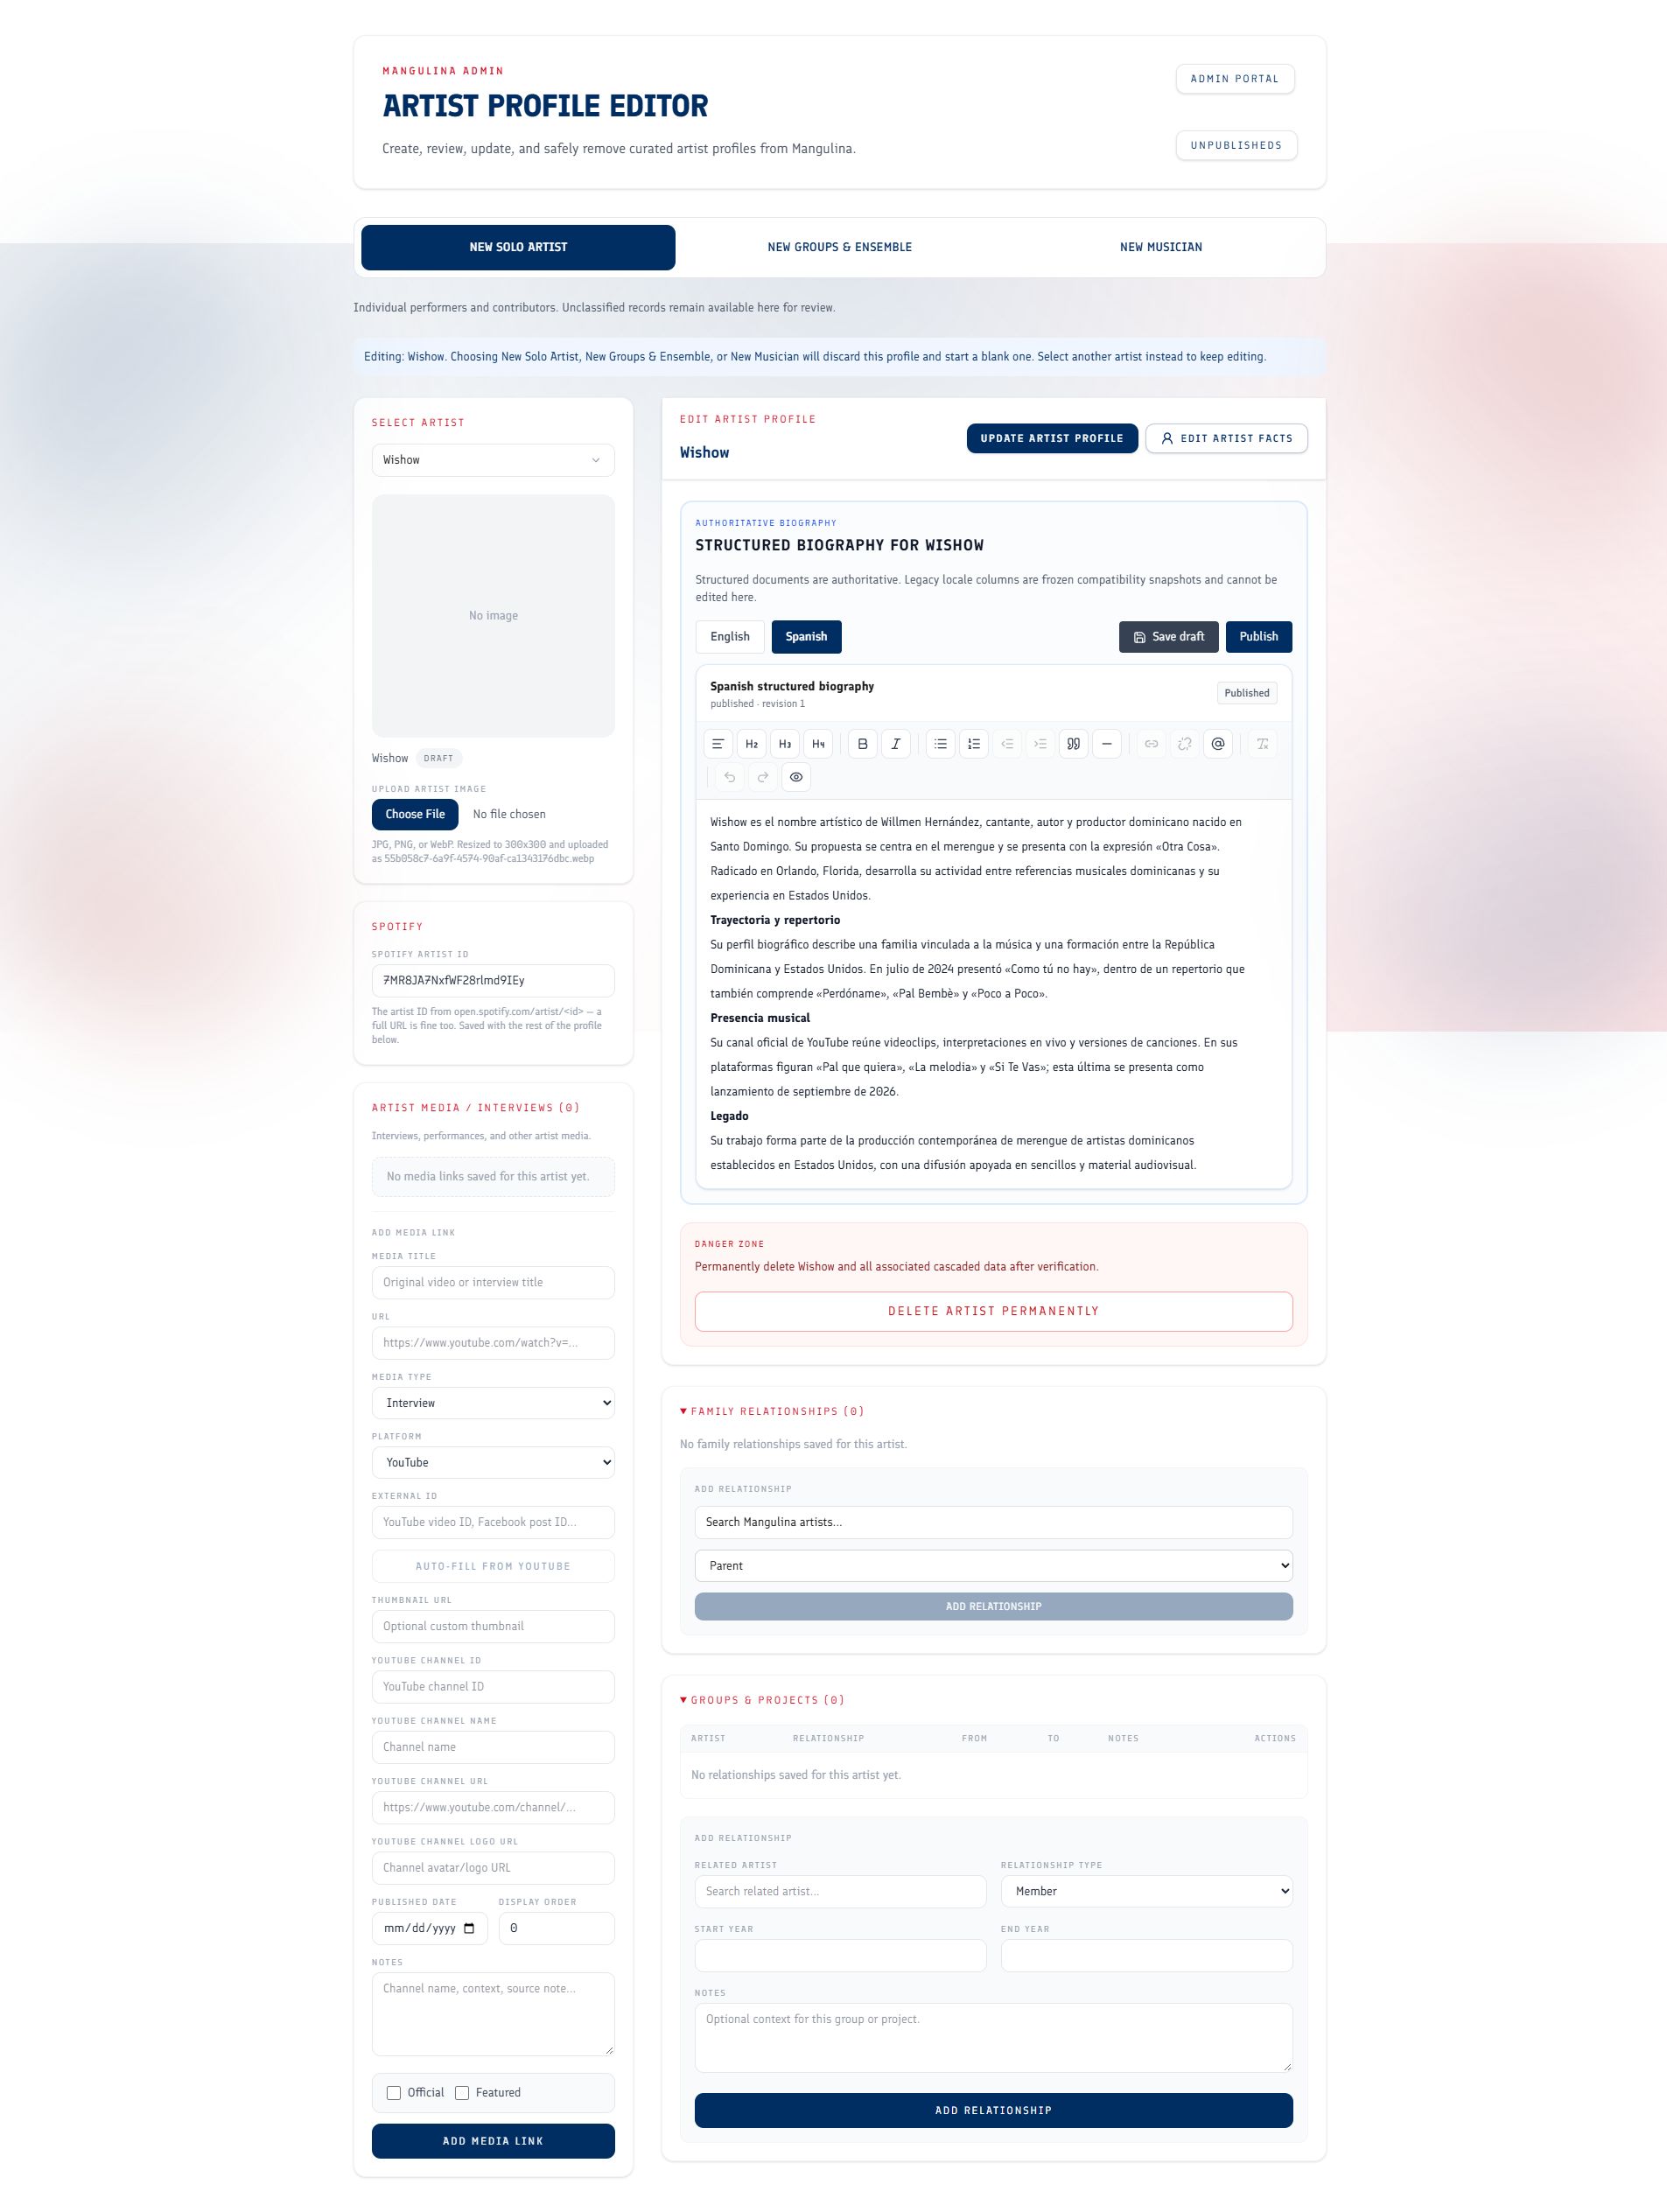 MANGULINA ADMIN
ARTIST PROFILE EDITOR
Create, review, update, and safely remove curated artist profiles from Mangulina.
ADMIN PORTAL
UNPUBLISHEDS
NEW SOLO ARTIST
NEW GROUPS & ENSEMBLE
NEW MUSICIAN
Individual performers and contributors. Unclassified records remain available here for review.
Editing: Wishow. Choosing New Solo Artist, New Groups & Ensemble, or New Musician will discard this profile and start a blank one. Select another artist instead to keep editing.
SELECT ARTIST
Wishow
No image
Wishow DRAFT
UPLOAD ARTIST IMAGE
Choose File No file chosen
JPG, PNG, or WebP. Resized to 300x300 and uploaded
as 55b058c7-6a9f-4574-90af-ca1343176dbc.webp
SPOTIFY
SPOTIFY ARTIST ID
7MR8JA7NxfWF28rlmd9IEy
The artist ID from open.spotify.com/artist/<id> — a
full URL is fine too. Saved with the rest of the profile
below.
ARTIST MEDIA / INTERVIEWS (0)
Interviews, performances, and other artist media.
No media links saved for this artist yet.
ADD MEDIA LINK
MEDIA TITLE
Original video or interview title
URL
https://www.youtube.com/watch?v=...
MEDIA TYPE
Interview
PLATFORM
YouTube
EXTERNAL ID
YouTube video ID, Facebook post ID...
AUTO-FILL FROM YOUTUBE
THUMBNAIL URL
Optional custom thumbnail
YOUTUBE CHANNEL ID
YouTube channel ID
YOUTUBE CHANNEL NAME
Channel name
YOUTUBE CHANNEL URL
https://www.youtube.com/channel/...
YOUTUBE CHANNEL LOGO URL
Channel avatar/logo URL
PUBLISHED DATE DISPLAY ORDER
mm/dd/yyyy 0
NOTES
Channel name, context, source note...
Official Featured
ADD MEDIA LINK
EDIT ARTIST PROFILE
Wishow
UPDATE ARTIST PROFILE
EDIT ARTIST FACTS
AUTHORITATIVE BIOGRAPHY
STRUCTURED BIOGRAPHY FOR WISHOW
Structured documents are authoritative. Legacy locale columns are frozen compatibility snapshots and cannot be
edited here.
English Spanish Save draft Publish
Spanish structured biography
published · revision 1
Published
H2 H3 H4 B I
Wishow es el nombre artístico de Willmen Hernández, cantante, autor y productor dominicano nacido en
Santo Domingo. Su propuesta se centra en el merengue y se presenta con la expresión «Otra Cosa».
Radicado en Orlando, Florida, desarrolla su actividad entre referencias musicales dominicanas y su
experiencia en Estados Unidos.
Trayectoria y repertorio
Su perfil biográfico describe una familia vinculada a la música y una formación entre la República
Dominicana y Estados Unidos. En julio de 2024 presentó «Como tú no hay», dentro de un repertorio que
también comprende «Perdóname», «Pal Bembè» y «Poco a Poco».
Presencia musical
Su canal oficial de YouTube reúne videoclips, interpretaciones en vivo y versiones de canciones. En sus
plataformas figuran «Pal que quiera», «La melodia» y «Si Te Vas»; esta última se presenta como
lanzamiento de septiembre de 2026.
Legado
Su trabajo forma parte de la producción contemporánea de merengue de artistas dominicanos
establecidos en Estados Unidos, con una difusión apoyada en sencillos y material audiovisual.
DANGER ZONE
Permanently delete Wishow and all associated cascaded data after verification.
DELETE ARTIST PERMANENTLY
FAMILY RELATIONSHIPS (0)
No family relationships saved for this artist.
ADD RELATIONSHIP
Search Mangulina artists...
Parent
ADD RELATIONSHIP
GROUPS & PROJECTS (0)
ARTIST RELATIONSHIP FROM TO NOTES ACTIONS
No relationships saved for this artist yet.
ADD RELATIONSHIP
RELATED ARTIST RELATIONSHIP TYPE
Search related artist... Member
START YEAR END YEAR
NOTES
Optional context for this group or project.
ADD RELATIONSHIP